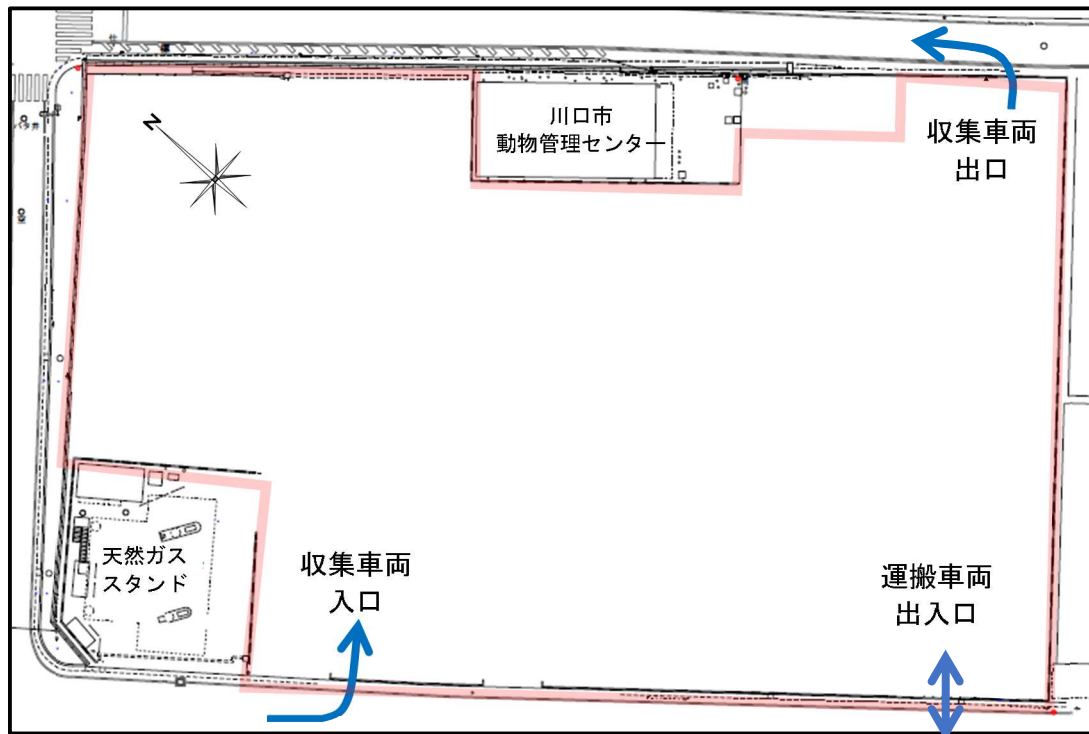 川口市
動物管理センター
収集車両
出口
N
天然ガス
スタンド
収集車両
入口
運搬車両
出入口